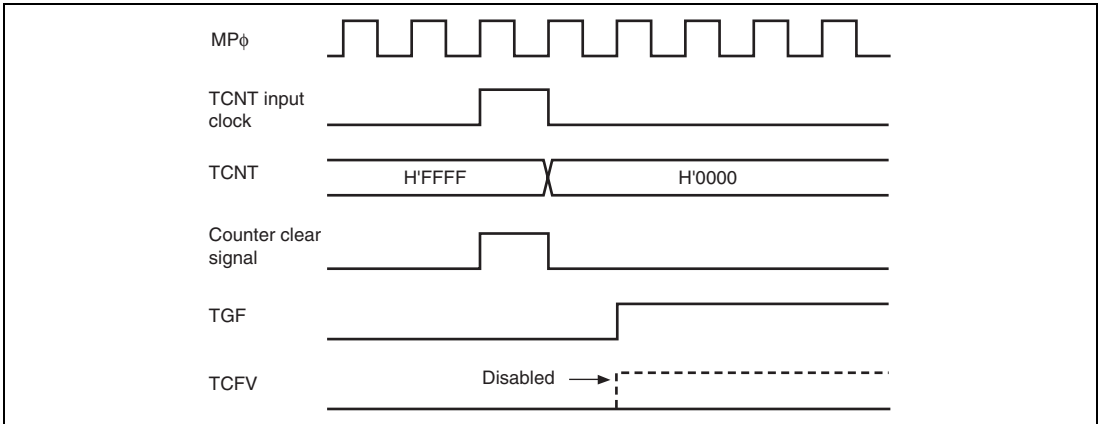 MPϕ
TCNT input
clock
TCNT
H'FFFF
H'0000
Counter clear
signal
TGF
TCFV
Disabled